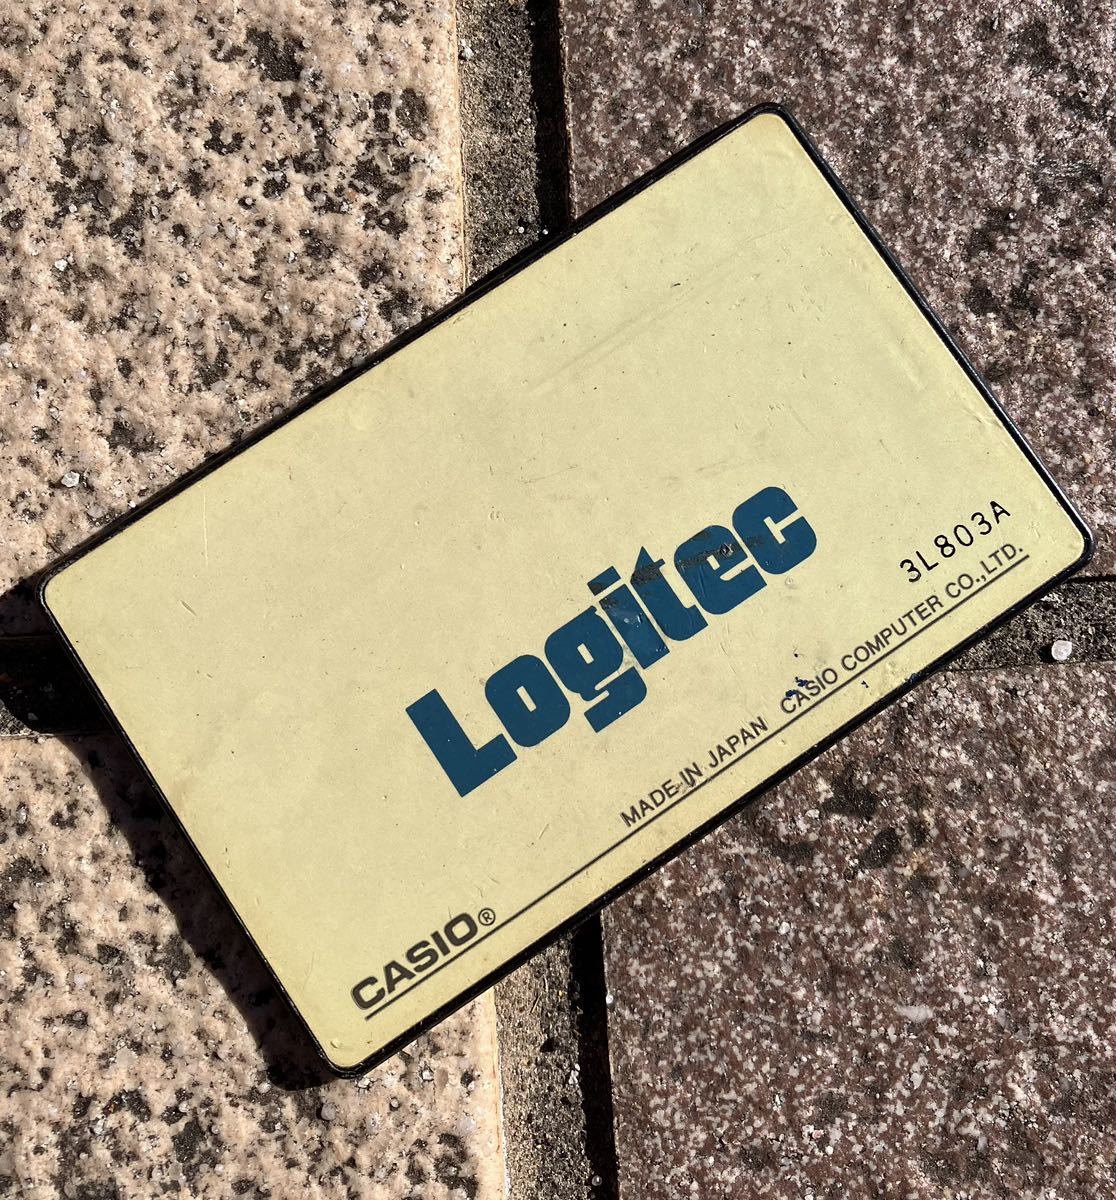 Logitec
3L803A
MADE IN JAPAN CASIO COMPUTER CO.,LTD.
CASIO®